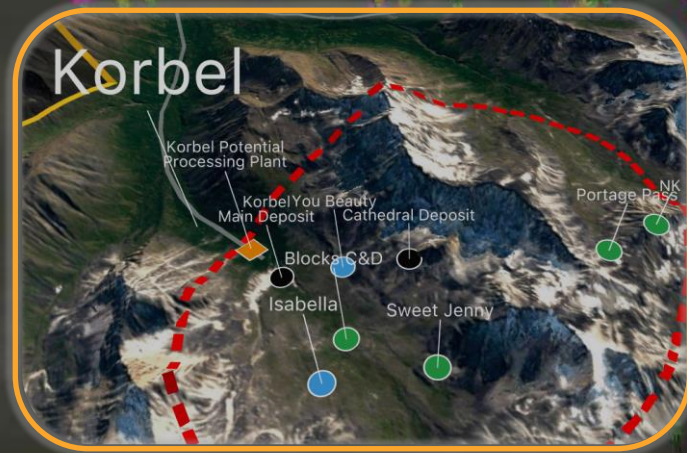 Korbel
Korbel Potential
Processing Plant
Korbel
Main Deposit
You Beauty
Cathedral Deposit
Portage Pass
NK
Blocks C&D
Isabella
Sweet Jenny